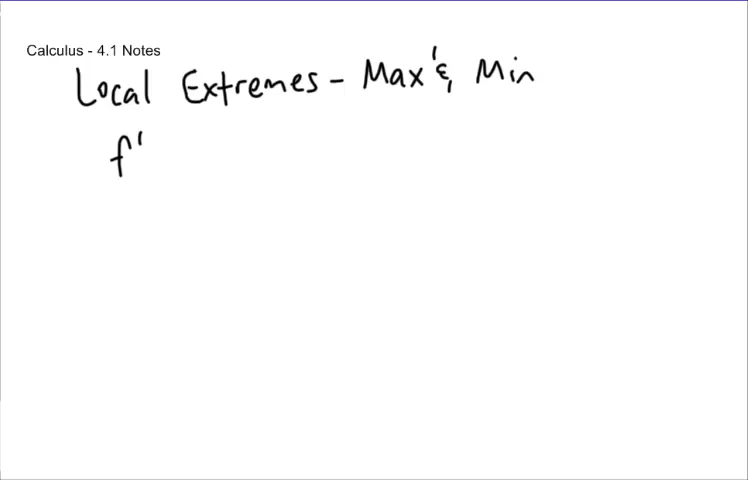 Calculus - 4.1 Notes
Local Extremes - Max & Min
f'